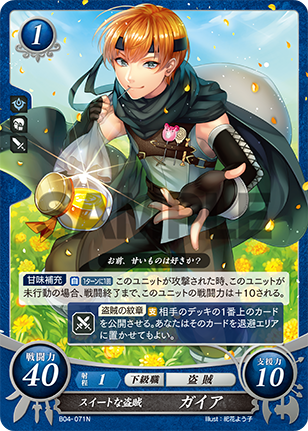 1
SAMPLE
お前、甘いものは好きか?
甘味補充 自 1ターンに1回 このユニットが攻撃された時、このユニットが
未行動の場合、戦闘終了まで、このユニットの戦闘力は+10される。
盗賊の紋章 支 相手のデッキの1番上のカード
を公開させる。あなたはそのカードを退避エリア
に置かせてもよい。
戦闘力 40
射程 1 下級職 盗賊
支援力 10
スイートな盗賊 ガイア
B04-071N
Illust:祀花よう子